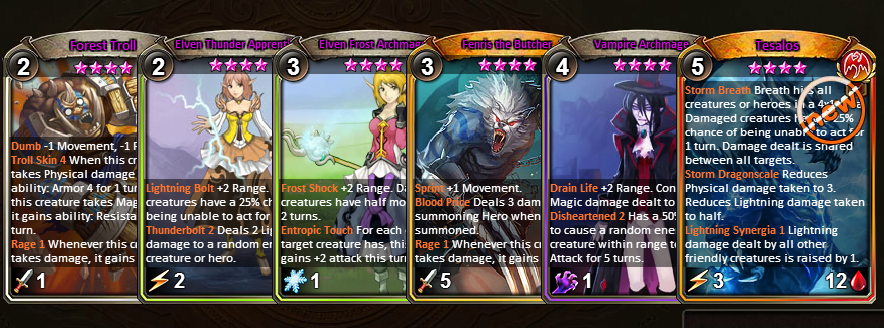 2
Forest Troll
Dumb -1 Movement, -1
Troll Skin 4 When this cr
takes Physical damage
ability: Armor 4 for 1 tur
this creature takes Mag
it gains ability: Resista
turn.
Rage 1 Whenever this cr
takes damage, it gains
1
2
Elven Thunder Apprenti
Lightning Bolt +2 Range.
creatures have a 25% ch
being unable to act for
Thunderbolt 2 Deals 2 Lig
damage to a random en
creature or hero.
2
3
Elven Frost Archmag
Frost Shock +2 Range. Da
creatures have half mo
2 turns.
Entropic Touch For each
target creature has, this
gains +2 attack this turn
1
3
Fenris the Butcher
Sprint +1 Movement.
Blood Price Deals 3 dam
summoning Hero when
summoned.
Rage 1 Whenever this cr
takes damage, it gains
5
4
Vampire Archmage
Drain Life +2 Range. Con
Magic damage dealt to
Disheartened 2 Has a 50%
to cause a random ene
creature within range to
Attack for 5 turns.
1
5
Tesalos
new
Storm Breath Breath hits all
creatures or heroes in a
Damaged creatures have 25%
chance of being unable to act for
1 turn. Damage dealt is shared
between all targets.
Storm Dragonscale Reduces
Physical damage taken to 3.
Reduces Lightning damage taken
to half.
Lightning Synergia 1 Lightning
damage dealt by all other
friendly creatures is raised by 1.
3
12